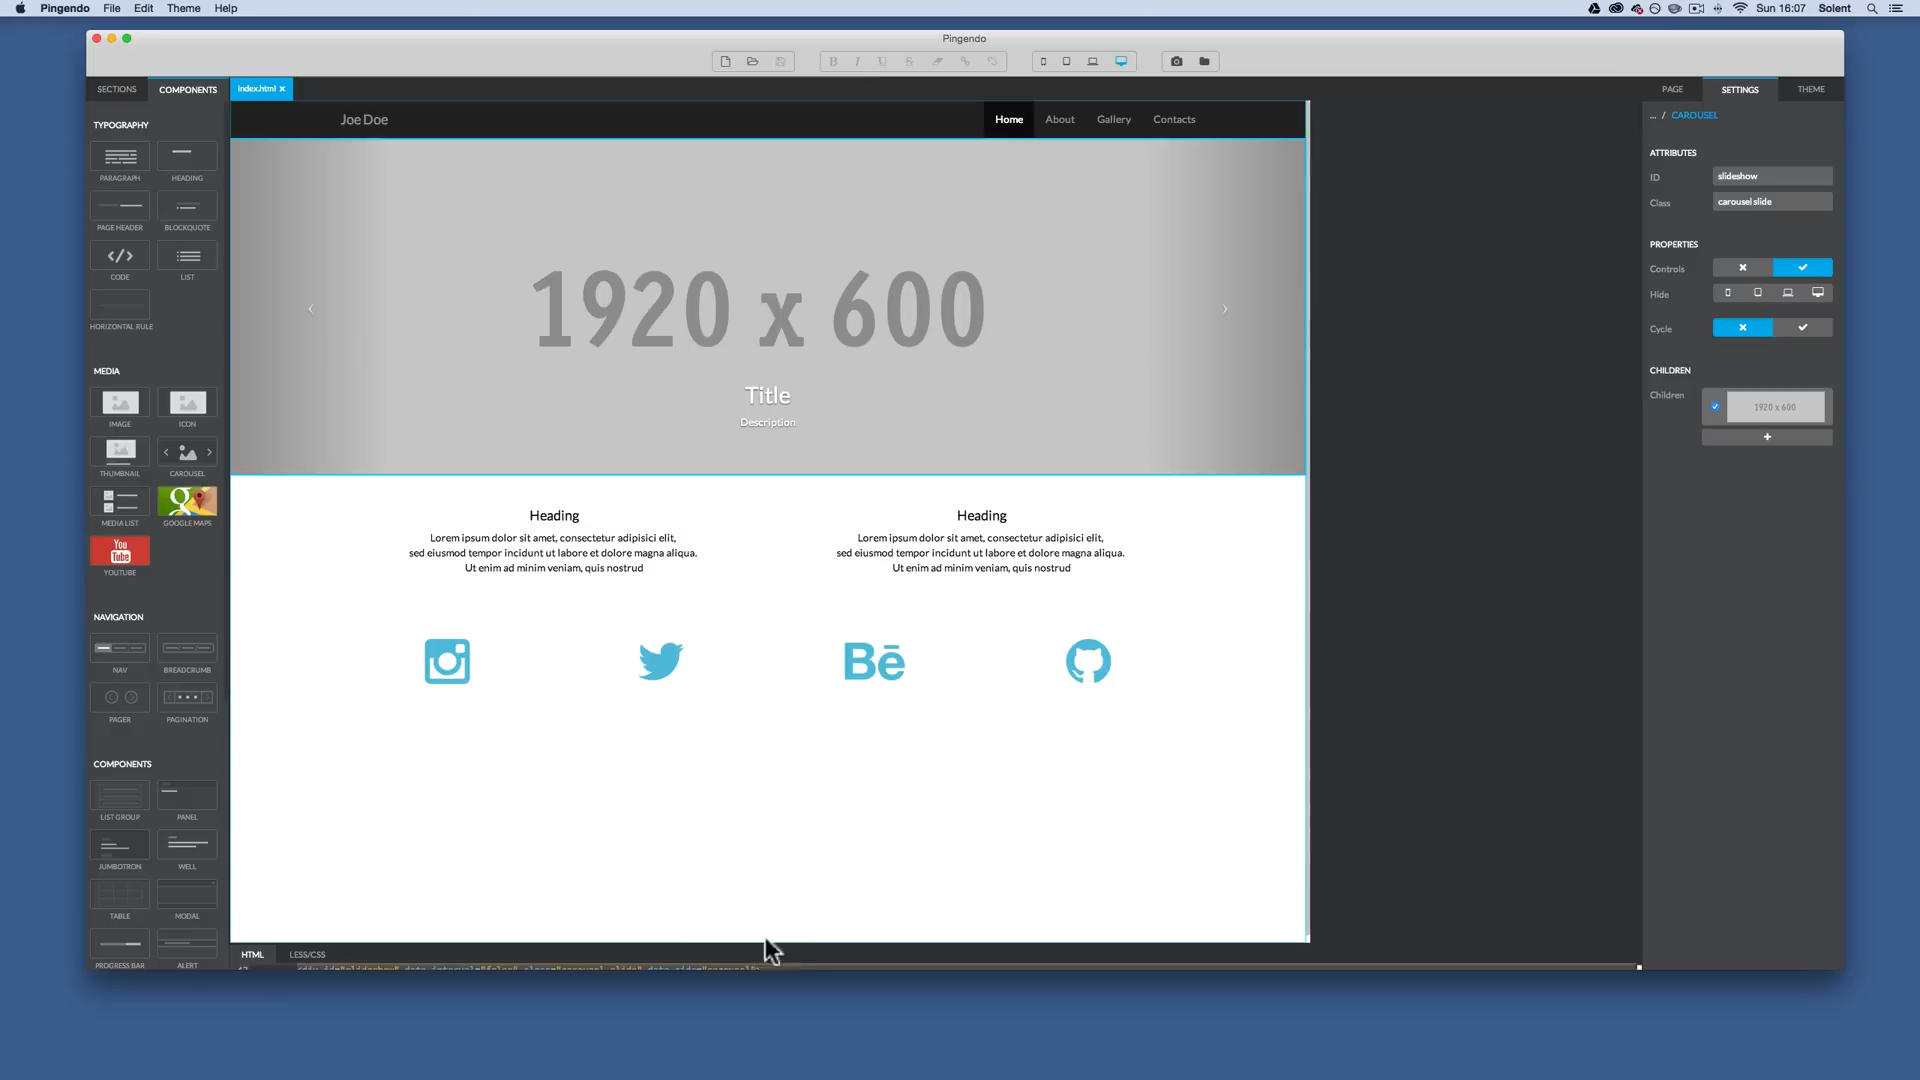 Pingendo File Edit Theme Help
Sun 16:07 Solent
Pingendo
SECTIONS COMPONENTS
index.html
PAGE SETTINGS THEME
TYPOGRAPHY
PARAGRAPH HEADING
PAGE HEADER BLOCKQUOTE
CODE LIST
HORIZONTAL RULE
MEDIA
IMAGE ICON
THUMBNAIL CAROUSEL
MEDIA LIST GOOGLE MAPS
You
Tube
YOUTUBE
NAVIGATION
NAV BREADCRUMB
PAGER PAGINATION
COMPONENTS
LIST GROUP PANEL
JUMBOTRON WELL
TABLE MODAL
PROGRESS BAR ALERT
Joe Doe
Home About Gallery Contacts
1920 x 600
Title
Description
Heading
Lorem ipsum dolor sit amet, consectetur adipisici elit,
sed eiusmod tempor incidunt ut labore et dolore magna aliqua.
Ut enim ad minim veniam, quis nostrud
Heading
Lorem ipsum dolor sit amet, consectetur adipisici elit,
sed eiusmod tempor incidunt ut labore et dolore magna aliqua.
Ut enim ad minim veniam, quis nostrud
Bē
HTML LESS/CSS
... / CAROUSEL
ATTRIBUTES
ID slideshow
Class carousel slide
PROPERTIES
Controls
Hide
Cycle
CHILDREN
Children
1920 x 600